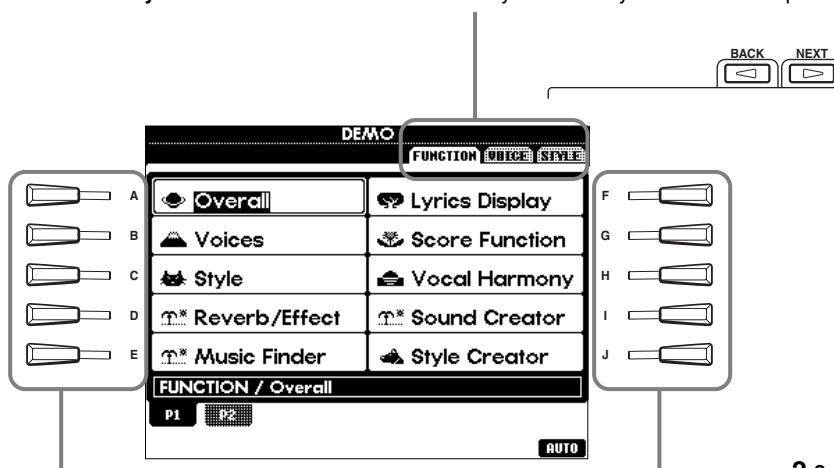 BACK NEXT
DEMO
FUNCTION VOICE STYLE
A Overall Lyrics Display F
B Voices Score Function G
C Style Vocal Harmony H
D Reverb/Effect Sound Creator I
E Music Finder Style Creator J
FUNCTION / Overall
P1 P2
AUTO